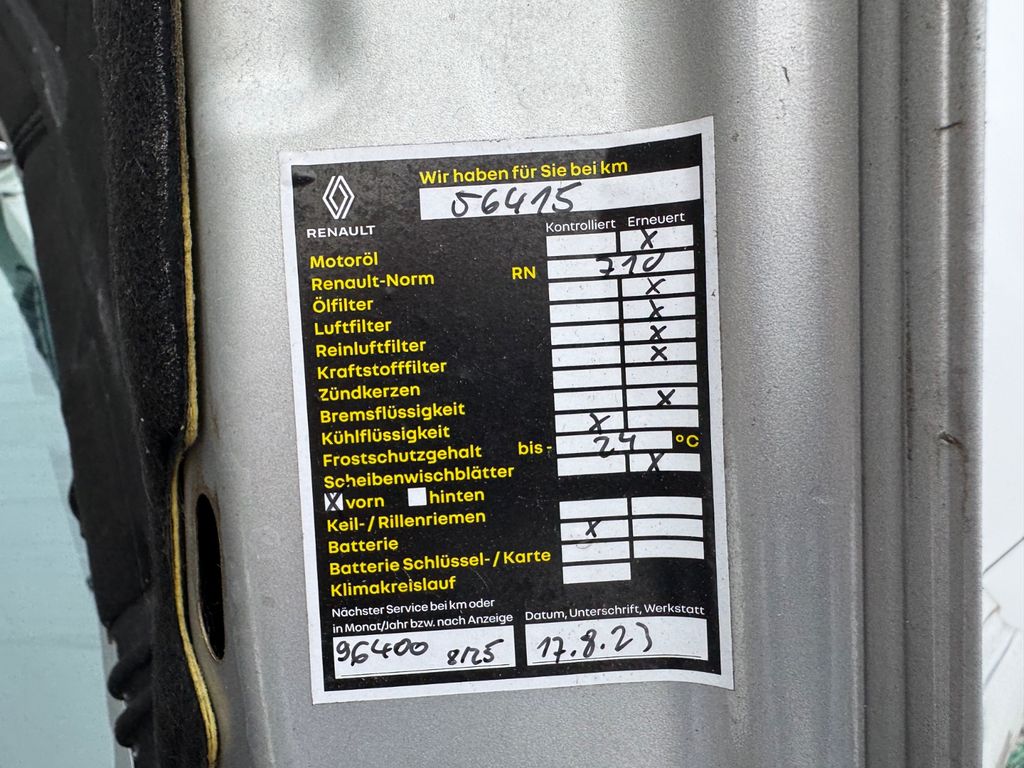 Wir haben für Sie bei km
56415
RENAULT
Kontrolliert Erneuert
Motoröl X
Renault-Norm RN 710
Ölfilter X
Luftfilter X
Reinluftfilter X
Kraftstofffilter X
Zündkerzen
Bremsflüssigkeit X
Kühlflüssigkeit X
Frostschutzgehalt bis - 24 °C
Scheibenwischblätter X
X vorn hinten
Keil-/Rillenriemen
Batterie X
Batterie Schlüssel-/Karte
Klimakreislauf
Nächster Service bei km oder
in Monat/Jahr bzw. nach Anzeige
96400 8/25
Datum, Unterschrift, Werkstatt
17.8.23